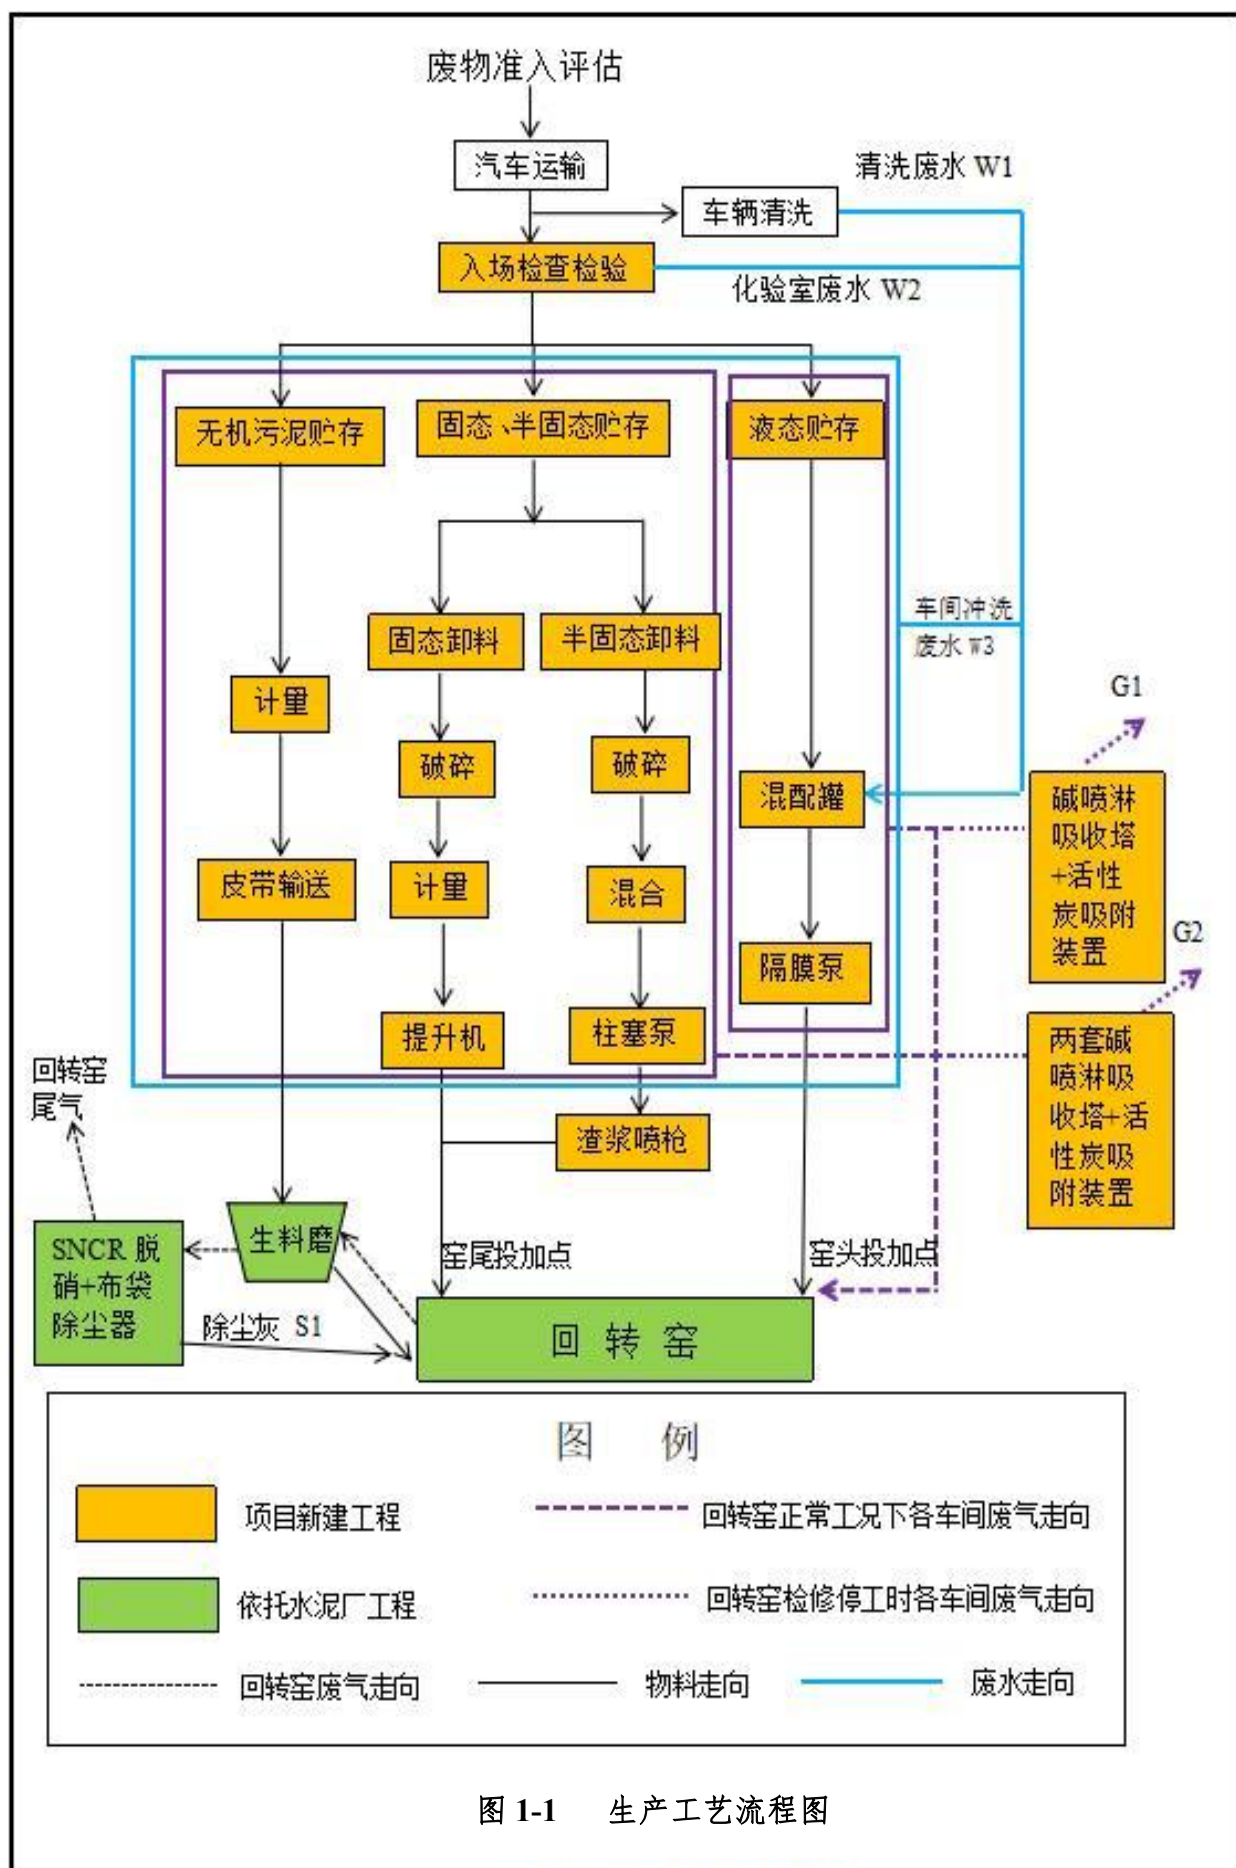 废物准入评估
汽车运输
清洗废水 W1
车辆清洗
入场检查检验
化验室废水 W2
无机污泥贮存
固态、半固态贮存
液态贮存
车间冲洗
废水 W3
固态卸料
半固态卸料
计量
破碎
破碎
混配罐
G1
碱喷淋
吸收塔
+活性
炭吸附
装置
皮带输送
计量
混合
隔膜泵
G2
提升机
柱塞泵
两套碱
喷淋吸
收塔+活
性炭吸
附装置
回转窑
尾气
渣浆喷枪
生料磨
SNCR 脱
硝+布袋
除尘器
窑尾投加点
窑头投加点
除尘灰 S1
回转窑
图 例
项目新建工程
回转窑正常工况下各车间废气走向
依托水泥厂工程
回转窑检修停工时各车间废气走向
回转窑废气走向
物料走向
废水走向
图 1-1 生产工艺流程图